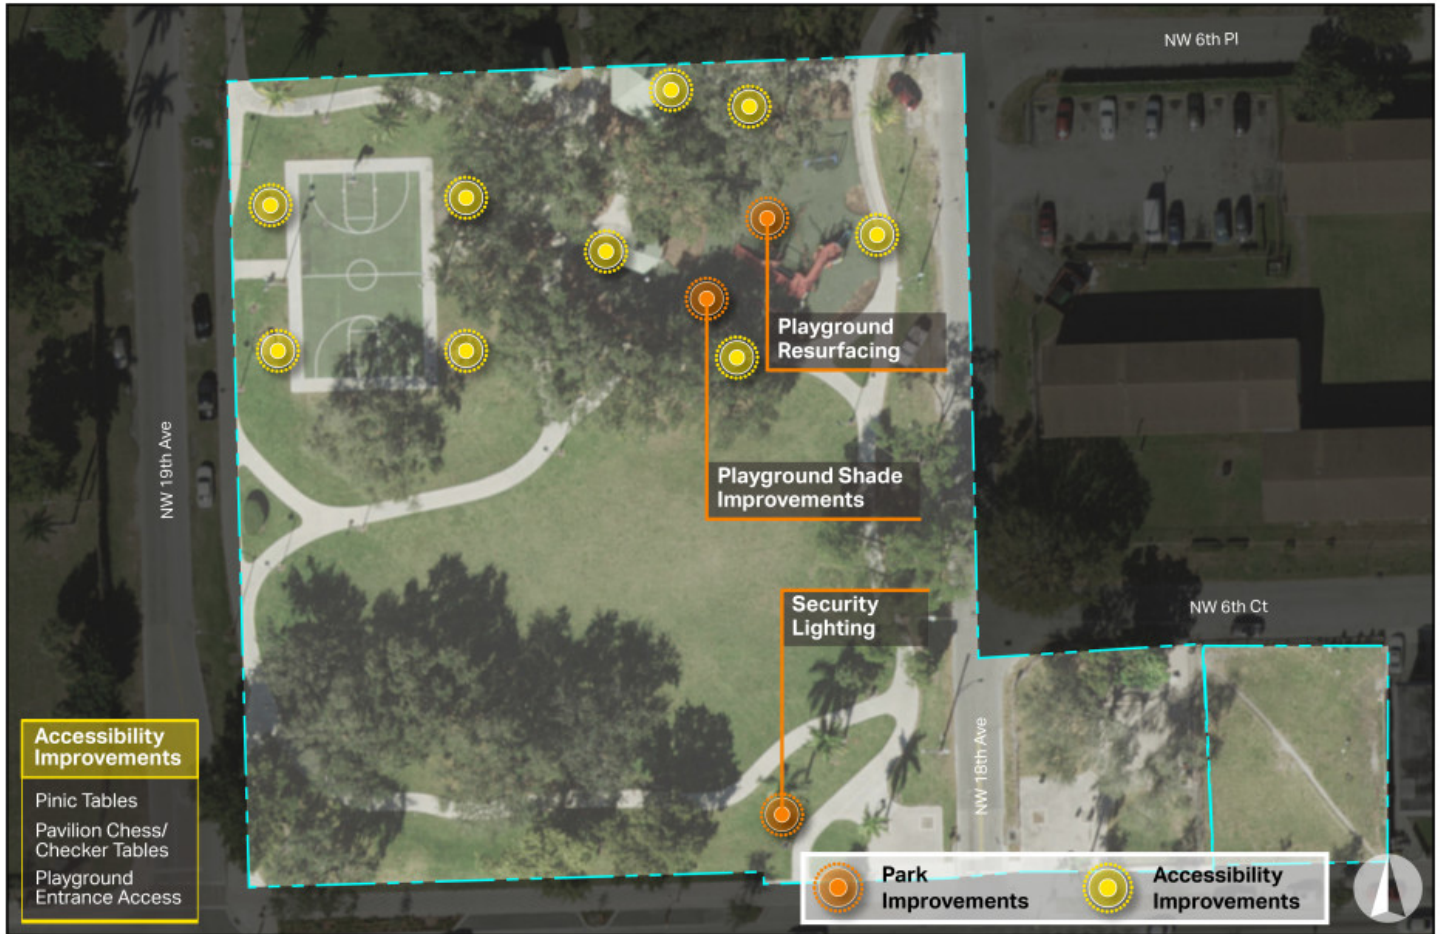 NW 6th Pl
Playground
Resurfacing
NW 19th Ave
Playground Shade
Improvements
Security
Lighting
NW 6th Ct
NW 18th Ave
Accessibility
Improvements
Pinic Tables
Pavilion Chess/
Checker Tables
Playground
Entrance Access
Park
Improvements
Accessibility
Improvements